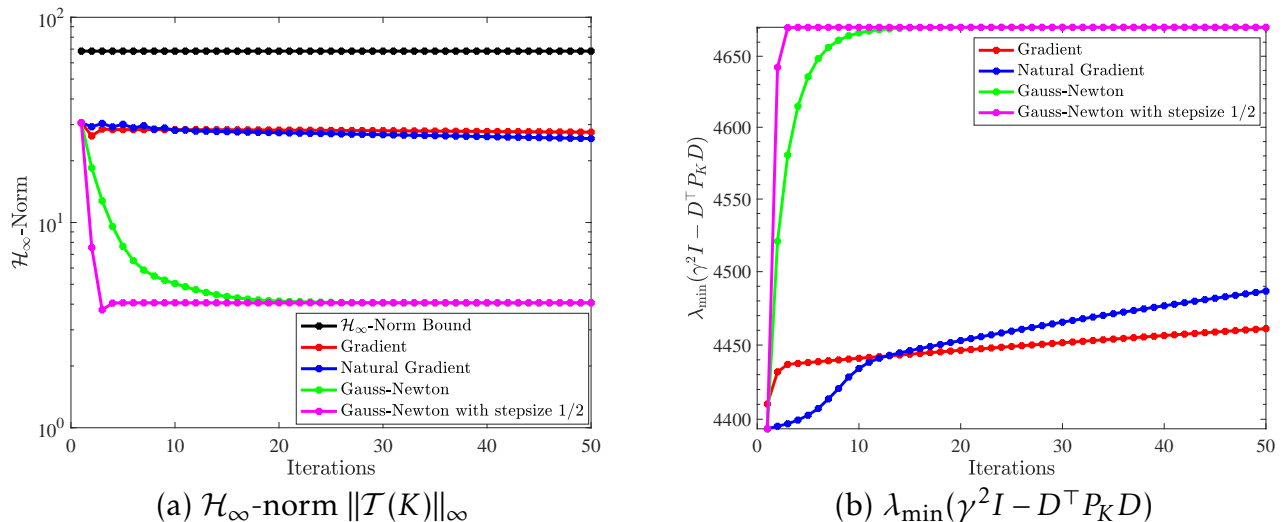 10²
10¹
10⁰
ℋ∞-Norm
0
10
20
30
40
50
Iterations
ℋ∞-Norm Bound
Gradient
Natural Gradient
Gauss-Newton
Gauss-Newton with stepsize 1/2
(a) ℋ∞-norm ‖𝒯(K)‖∞
4650
4600
4550
4500
4450
4400
λmin(γ²I − D⊤P_K D)
0
10
20
30
40
50
Iterations
Gradient
Natural Gradient
Gauss-Newton
Gauss-Newton with stepsize 1/2
(b) λmin(γ²I − D⊤P_K D)